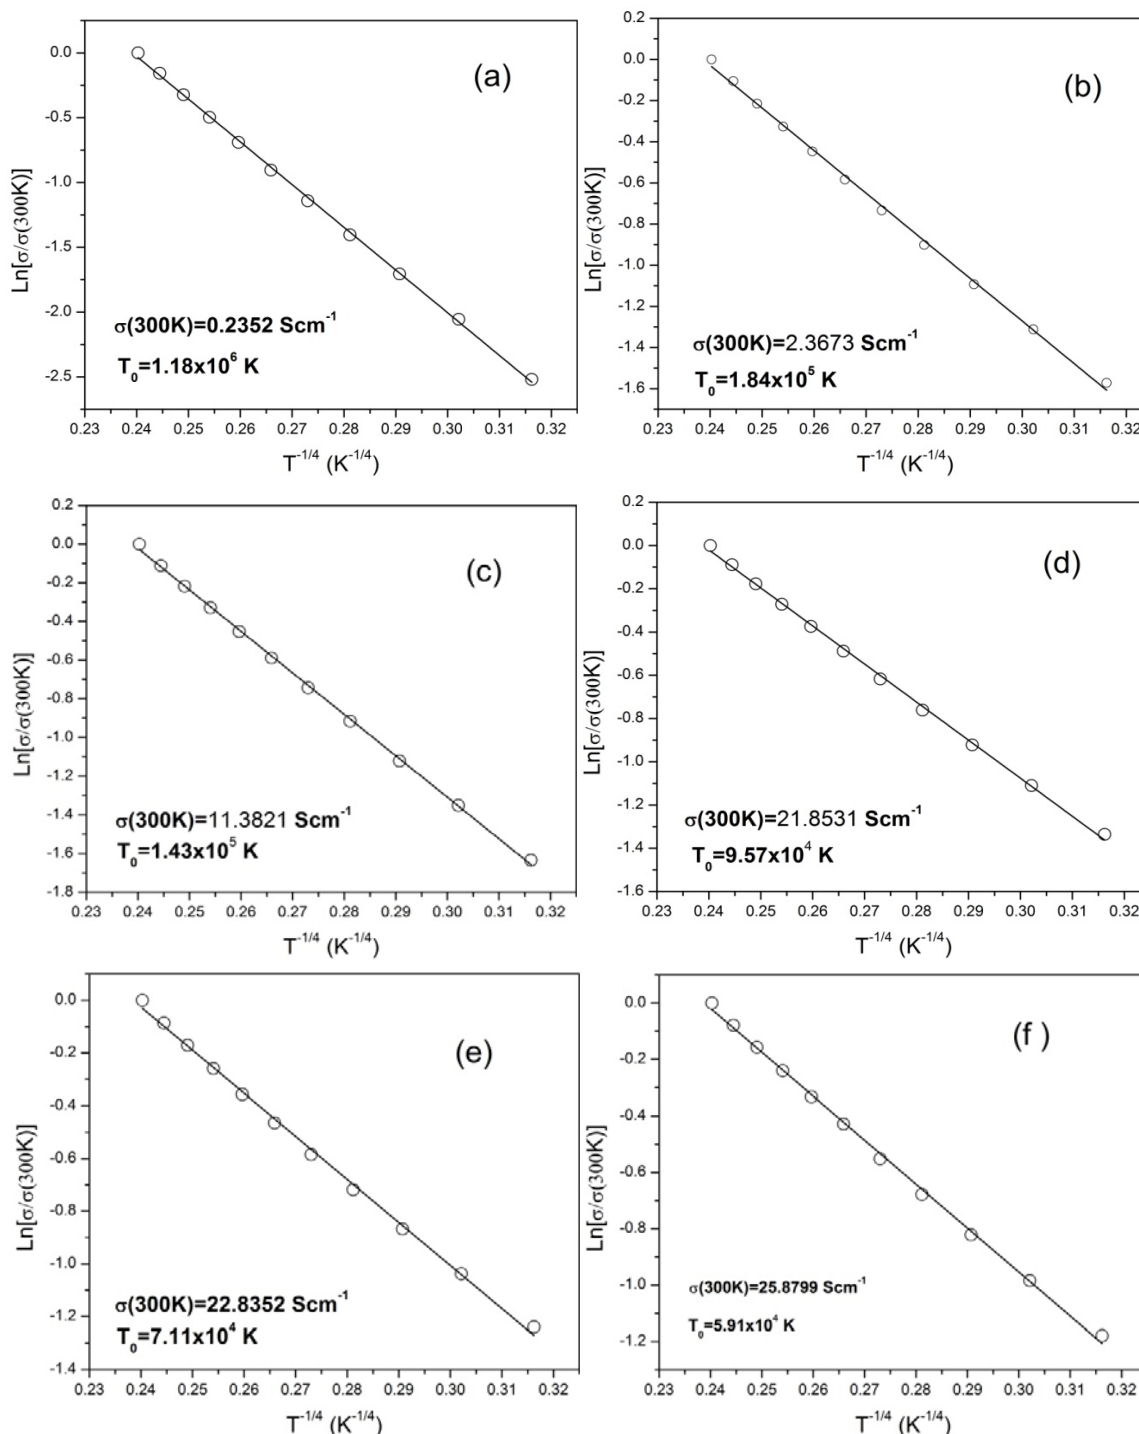 (a)
0.0
-0.5
-1.0
-1.5
-2.0
-2.5
Ln[σ/σ(300K)]
σ(300K)=0.2352 Scm⁻¹
T₀=1.18x10⁶ K
0.23 0.24 0.25 0.26 0.27 0.28 0.29 0.30 0.31 0.32
T⁻¹/⁴ (K⁻¹/⁴)
(b)
0.2
0.0
-0.2
-0.4
-0.6
-0.8
-1.0
-1.2
-1.4
-1.6
Ln[σ/σ(300K)]
σ(300K)=2.3673 Scm⁻¹
T₀=1.84x10⁵ K
0.23 0.24 0.25 0.26 0.27 0.28 0.29 0.30 0.31 0.32
T⁻¹/⁴ (K⁻¹/⁴)
(c)
0.2
0.0
-0.2
-0.4
-0.6
-0.8
-1.0
-1.2
-1.4
-1.6
-1.8
Ln[σ/σ(300K)]
σ(300K)=11.3821 Scm⁻¹
T₀=1.43x10⁵ K
0.23 0.24 0.25 0.26 0.27 0.28 0.29 0.30 0.31 0.32
T⁻¹/⁴ (K⁻¹/⁴)
(d)
0.2
0.0
-0.2
-0.4
-0.6
-0.8
-1.0
-1.2
-1.4
-1.6
Ln[σ/σ(300K)]
σ(300K)=21.8531 Scm⁻¹
T₀=9.57x10⁴ K
0.23 0.24 0.25 0.26 0.27 0.28 0.29 0.30 0.31 0.32
T⁻¹/⁴ (K⁻¹/⁴)
(e)
0.0
-0.2
-0.4
-0.6
-0.8
-1.0
-1.2
-1.4
Ln[σ/σ(300K)]
σ(300K)=22.8352 Scm⁻¹
T₀=7.11x10⁴ K
0.23 0.24 0.25 0.26 0.27 0.28 0.29 0.30 0.31 0.32
T⁻¹/⁴ (K⁻¹/⁴)
(f )
0.0
-0.2
-0.4
-0.6
-0.8
-1.0
-1.2
Ln[σ/σ(300K)]
σ(300K)=25.8799 Scm⁻¹
T₀=5.91x10⁴ K
0.23 0.24 0.25 0.26 0.27 0.28 0.29 0.30 0.31 0.32
T⁻¹/⁴ (K⁻¹/⁴)